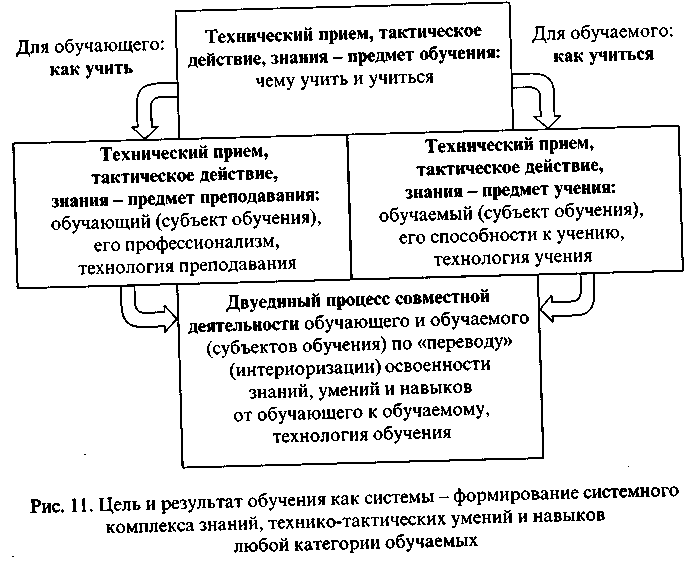 Для обучающего:
как учить
Технический прием, тактическое
действие, знания – предмет обучения:
чему учить и учиться
Для обучаемого:
как учиться
Технический прием,
тактическое действие,
знания – предмет преподавания:
обучающий (субъект обучения),
его профессионализм,
технология преподавания
Технический прием,
тактическое действие,
знания – предмет учения:
обучаемый (субъект обучения),
его способности к учению,
технология учения
Двуединый процесс совместной
деятельности обучающего и обучаемого
(субъектов обучения) по «переводу»
(интериоризации) освоенности
знаний, умений и навыков
от обучающего к обучаемому,
технология обучения
Рис. 11. Цель и результат обучения как системы – формирование системного
комплекса знаний, технико-тактических умений и навыков
любой категории обучаемых